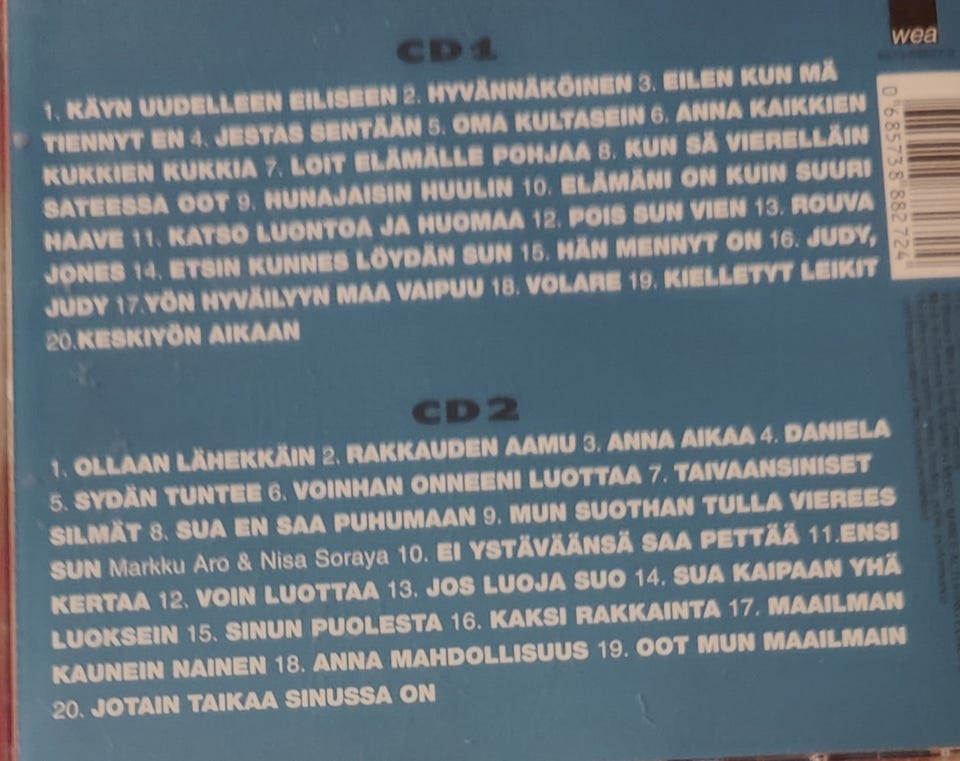 wea
CD 1
1. KÄYN UUDELLEEN EILISEEN 2. HYVÄNNÄKÖINEN 3. EILEN KUN MÄ
TIENNYT EN 4. JESTAS SENTÄÄN 5. OMA KULTASEIN 6. ANNA KAIKKIEN
KUKKIEN KUKKIA 7. LOIT ELÄMÄLLE POHJAA 8. KUN SÄ VIERELLÄIN
SATEESSA OOT 9. HUNAJAISIN HUULIN 10. ELÄMÄNI ON KUIN SUURI
HAAVE 11. KATSO LUONTOA JA HUOMAA 12. POIS SUN VIEN 13. ROUVA
JONES 14. ETSIN KUNNES LÖYDÄN SUN 15. HÄN MENNYT ON 16. JUDY,
JUDY 17.YÖN HYVÄILYYN MAA VAIPUU 18. VOLARE 19. KIELLETYT LEIKIT
20.KESKIYÖN AIKAAN
0 685738 882724
CD 2
1. OLLAAN LÄHEKKÄIN 2. RAKKAUDEN AAMU 3. ANNA AIKAA 4. DANIELA
5. SYDÄN TUNTEE 6. VOINHAN ONNEENI LUOTTAA 7. TAIVAANSINISET
SILMÄT 8. SUA EN SAA PUHUMAAN 9. MUN SUOTHAN TULLA VIEREES
SUN Markku Aro & Nisa Soraya 10. EI YSTÄVÄÄNSÄ SAA PETTÄÄ 11.ENSI
KERTAA 12. VOIN LUOTTAA 13. JOS LUOJA SUO 14. SUA KAIPAAN YHÄ
LUOKSEIN 15. SINUN PUOLESTA 16. KAKSI RAKKAINTA 17. MAAILMAN
KAUNEIN NAINEN 18. ANNA MAHDOLLISUUS 19. OOT MUN MAAILMAIN
20. JOTAIN TAIKAA SINUSSA ON